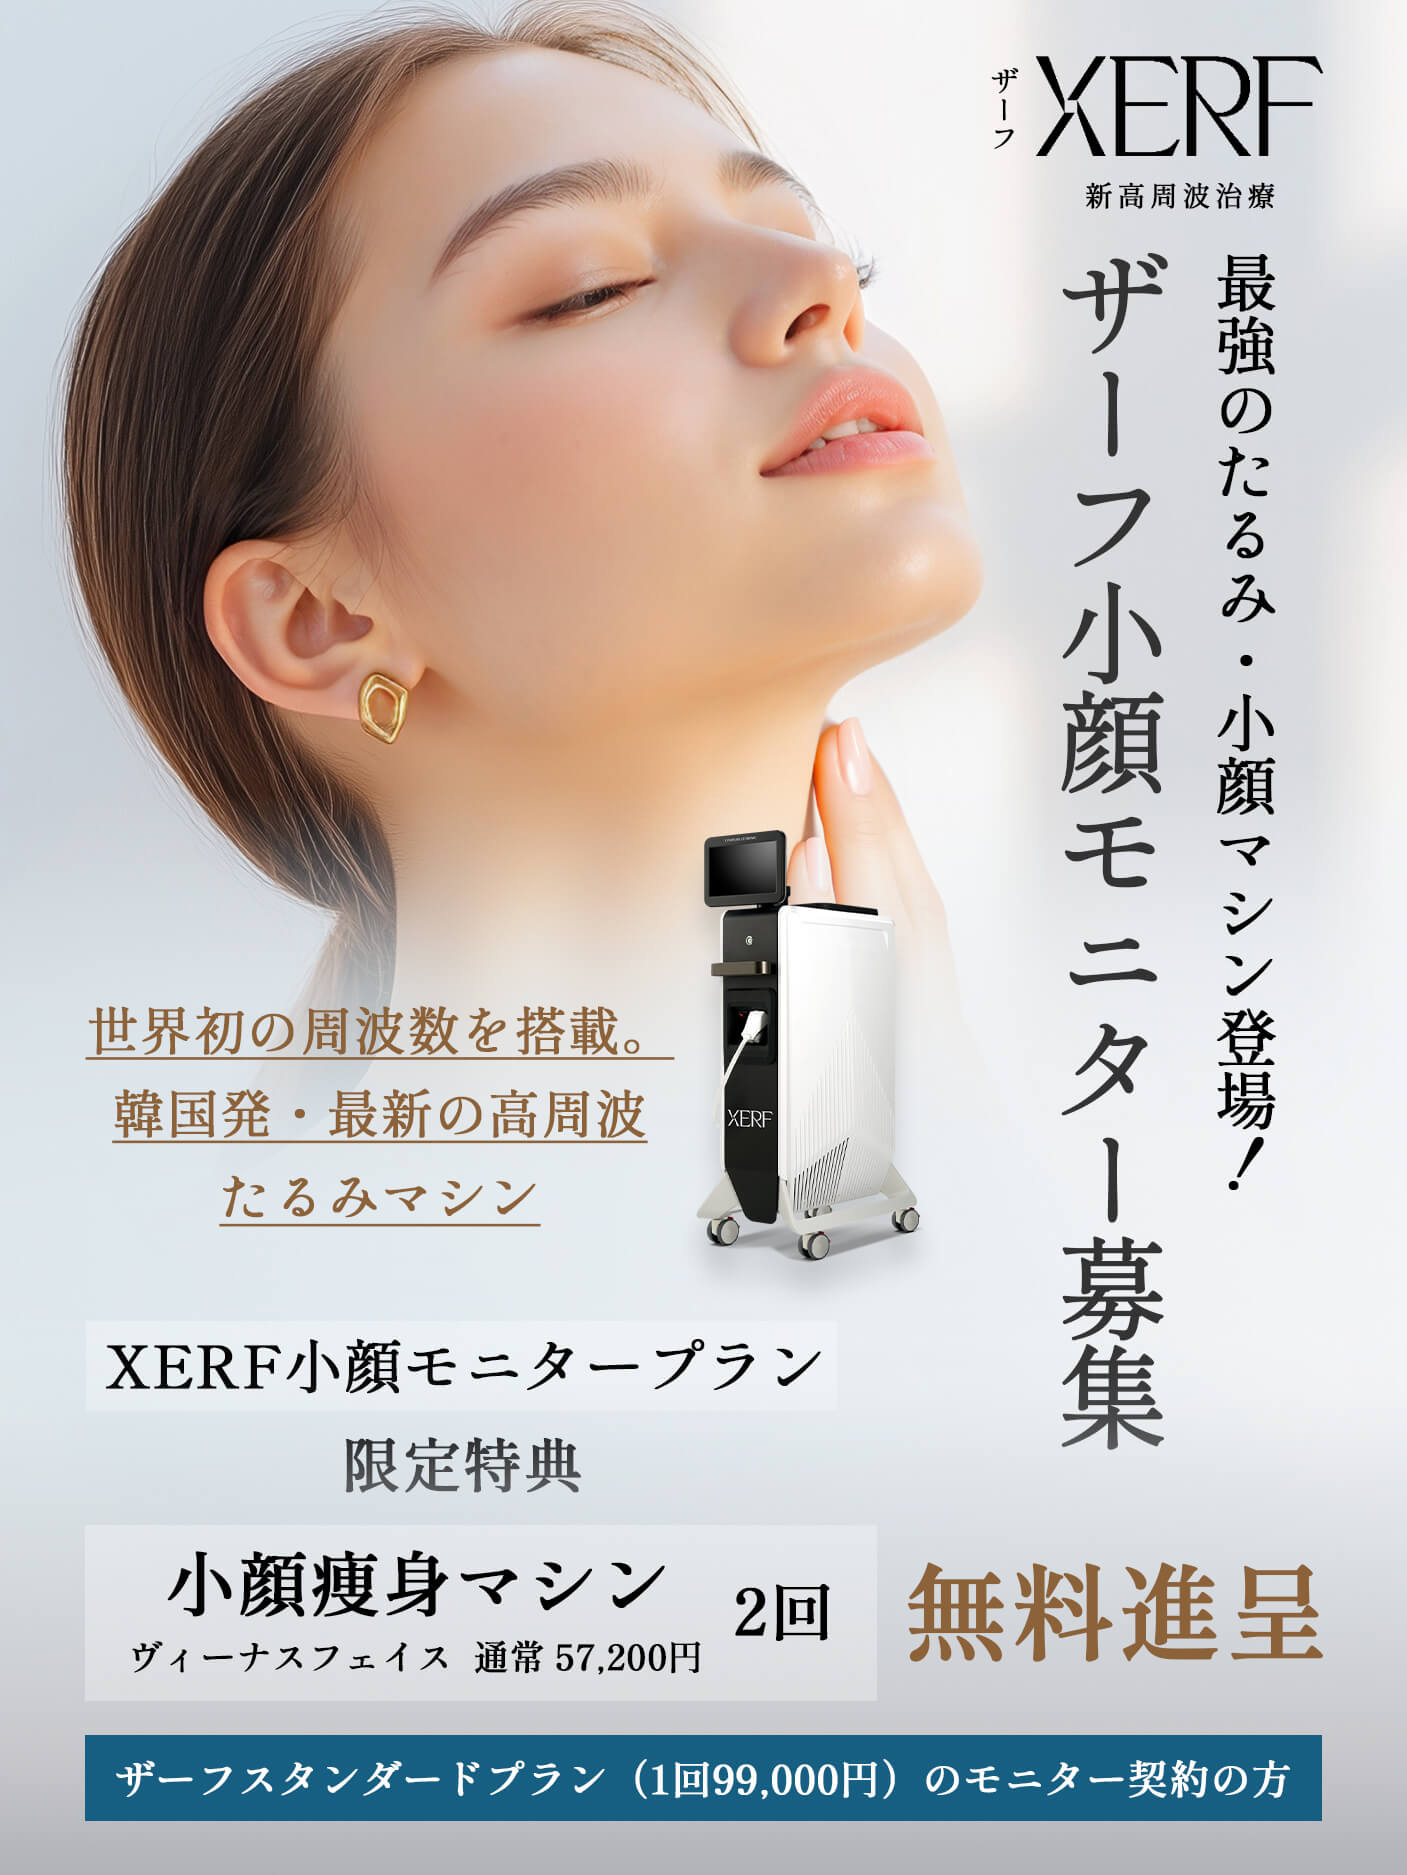 ザーフ
XERF
新高周波治療
最強のたるみ・小顔マシン登場！
ザーフ小顔モニター募集
世界初の周波数を搭載。
韓国発・最新の高周波
たるみマシン
XERF
XERF小顔モニタープラン
限定特典
小顔痩身マシン
ヴィーナスフェイス 通常 57,200円
2回
無料進呈
ザーフスタンダードプラン（1回99,000円）のモニター契約の方